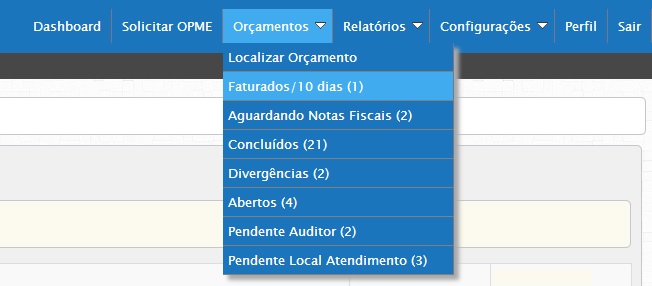 Dashboard Solicitar OPME Orçamentos Relatórios Configurações Perfil Sair
Localizar Orçamento
Faturados/10 dias (1)
Aguardando Notas Fiscais (2)
Concluídos (21)
Divergências (2)
Abertos (4)
Pendente Auditor (2)
Pendente Local Atendimento (3)